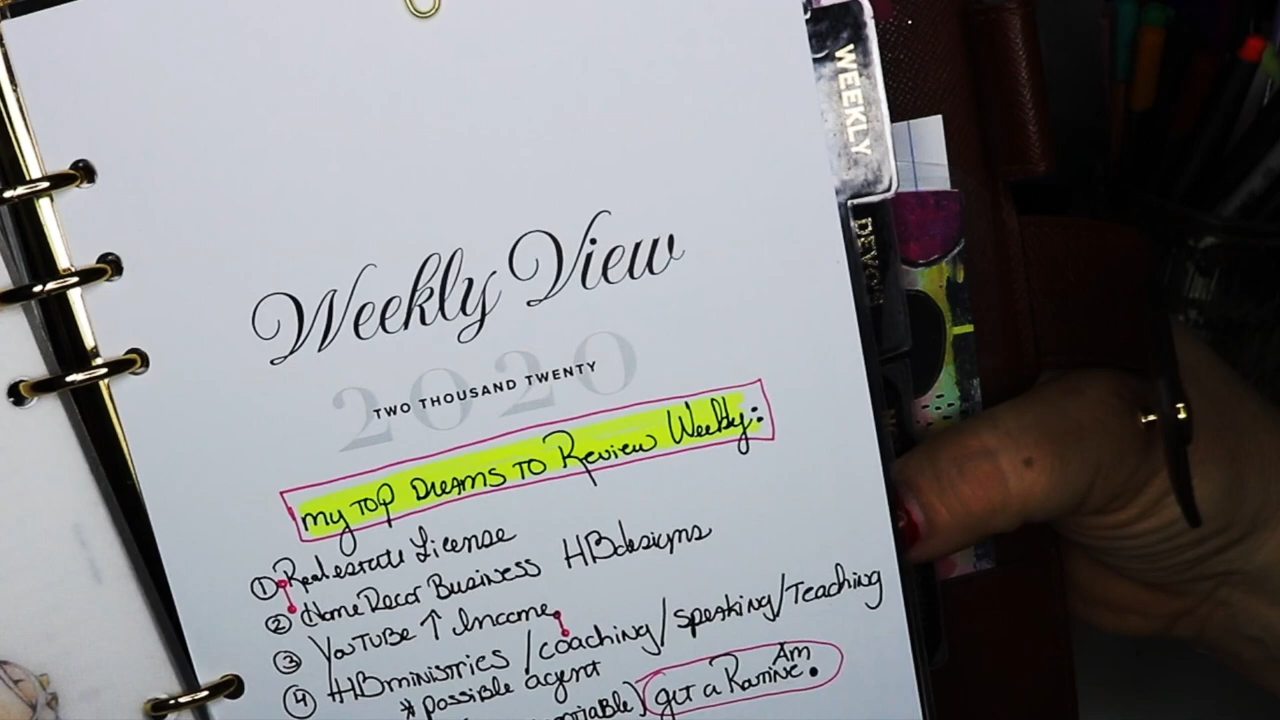 WEEKLY
Weekly View
2020
TWO THOUSAND TWENTY
my top Dreams to Review Weekly:
① Real estate License
② Home Decor Business HBdesigns
③ YouTube ↑ Income
④ HBministries /coaching/speaking/Teaching
* possible agent
get a Routine. Am